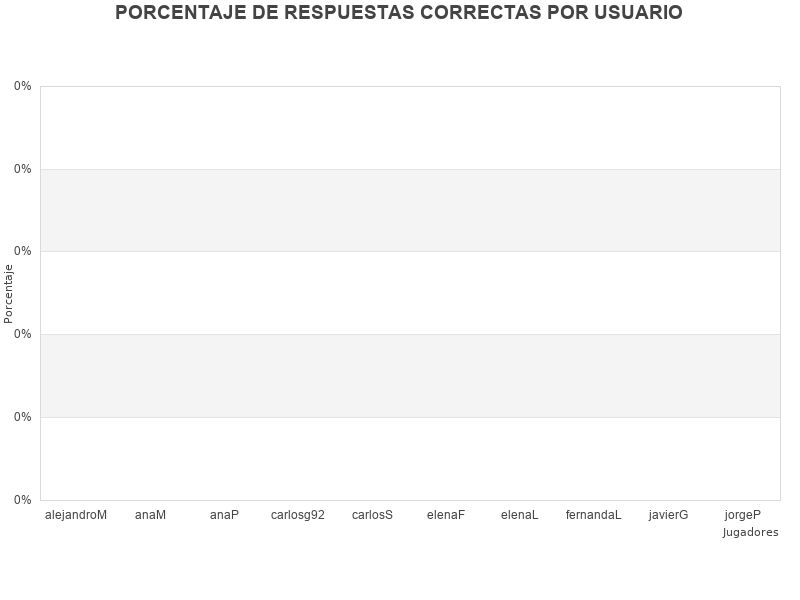 PORCENTAJE DE RESPUESTAS CORRECTAS POR USUARIO
0%
0%
0%
Porcentaje
0%
0%
0%
alejandroM anaM anaP carlosg92 carlosS elenaF elenaL fernandaL javierG jorgeP
Jugadores